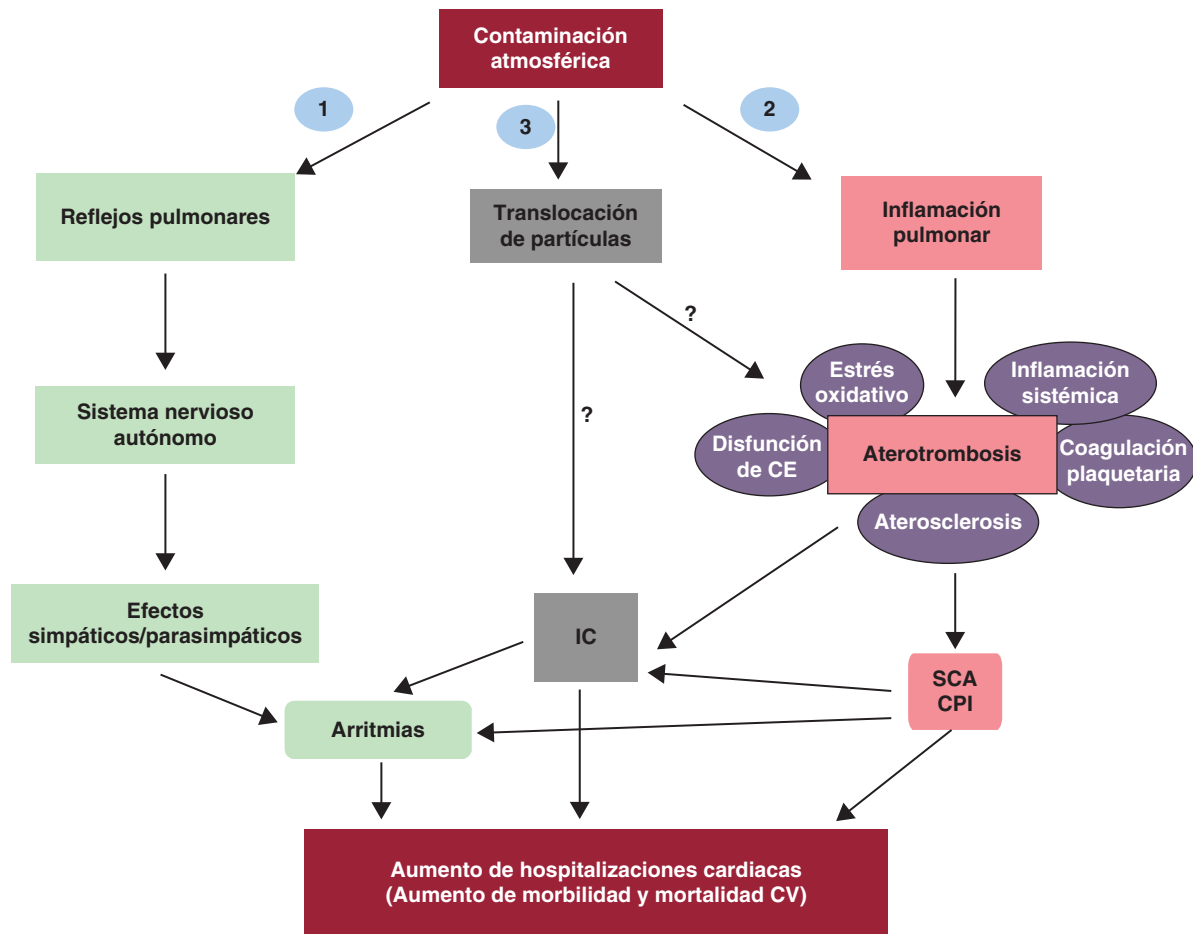 Contaminación
atmosférica
1
3
2
Reflejos pulmonares
Translocación
de partículas
Inflamación
pulmonar
?
?
Sistema nervioso
autónomo
Estrés
oxidativo
Inflamación
sistémica
Disfunción
de CE
Aterotrombosis
Coagulación
plaquetaria
Aterosclerosis
Efectos
simpáticos/parasimpáticos
IC
SCA
CPI
Arritmias
Aumento de hospitalizaciones cardiacas
(Aumento de morbilidad y mortalidad CV)